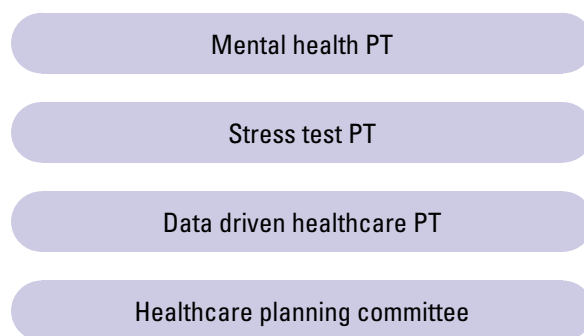 Mental health PT
Stress test PT
Data driven healthcare PT
Healthcare planning committee